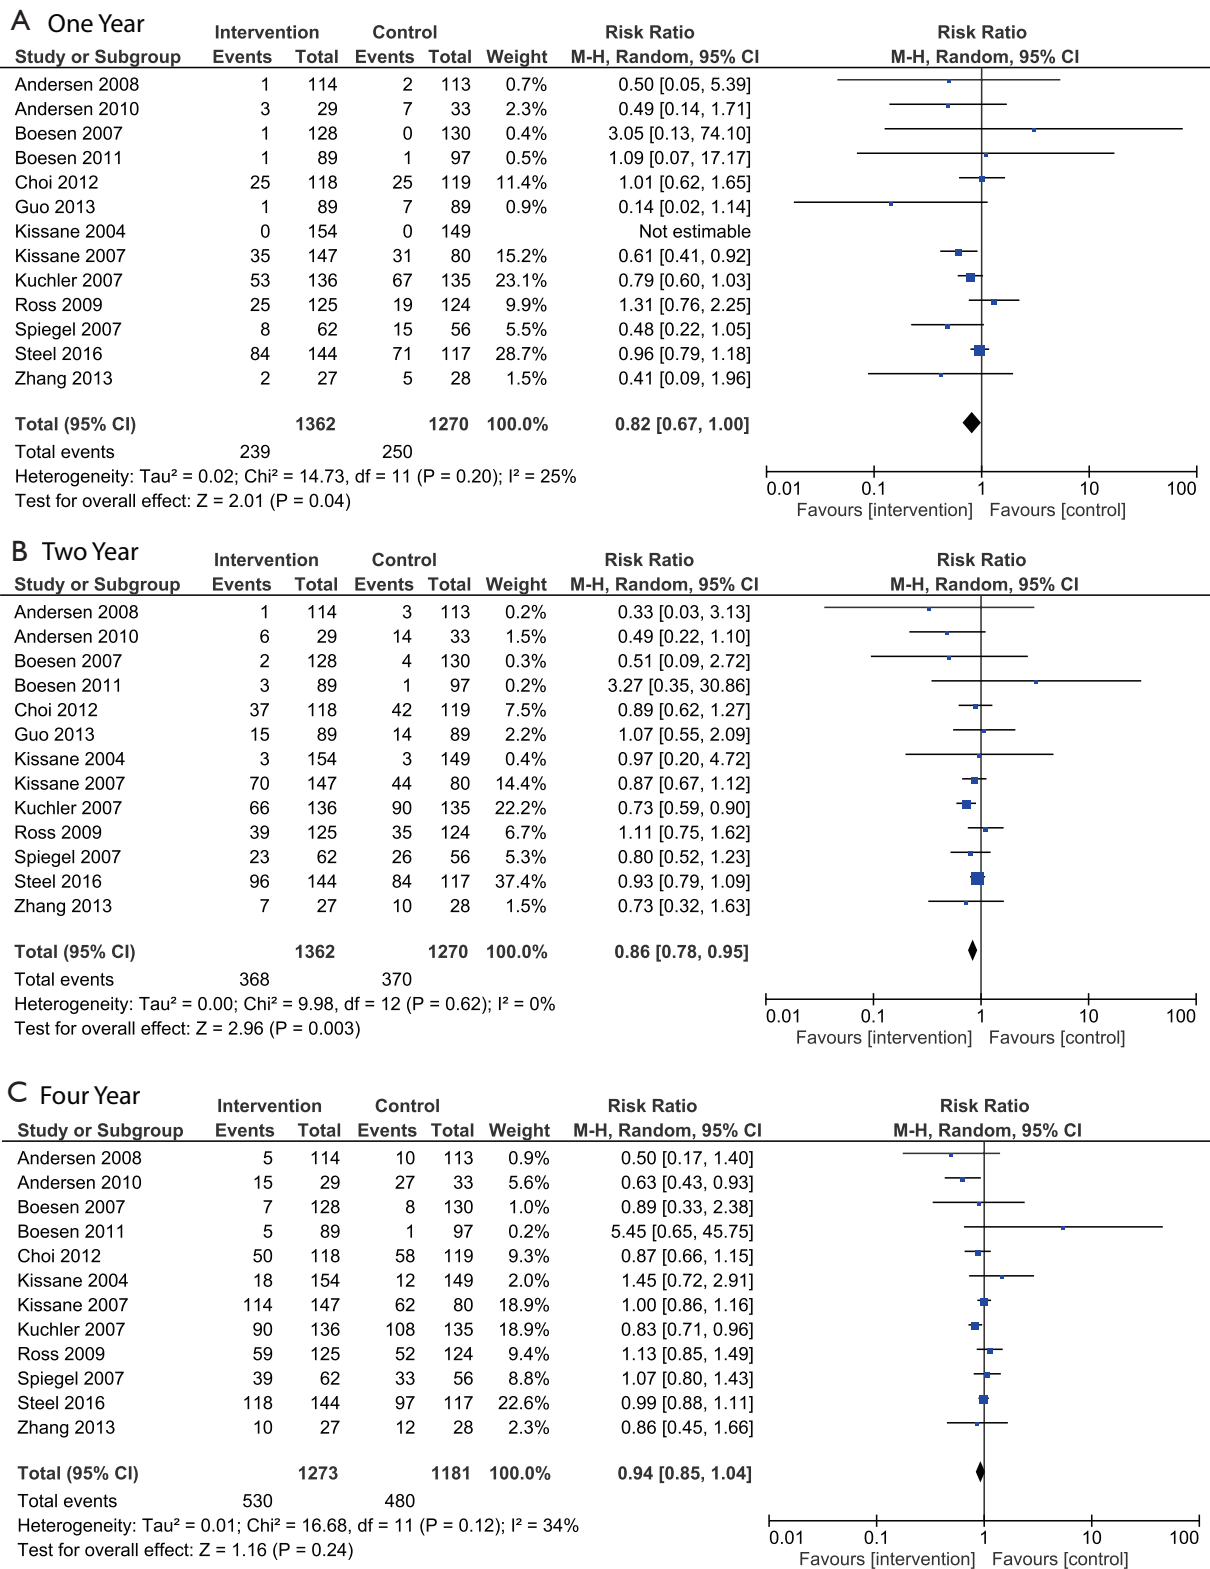 A One Year
Intervention Control Risk Ratio Risk Ratio
Study or Subgroup Events Total Events Total Weight M-H, Random, 95% CI M-H, Random, 95% CI
Andersen 2008 1 114 2 113 0.7% 0.50 [0.05, 5.39]
Andersen 2010 3 29 7 33 2.3% 0.49 [0.14, 1.71]
Boesen 2007 1 128 0 130 0.4% 3.05 [0.13, 74.10]
Boesen 2011 1 89 1 97 0.5% 1.09 [0.07, 17.17]
Choi 2012 25 118 25 119 11.4% 1.01 [0.62, 1.65]
Guo 2013 1 89 7 89 0.9% 0.14 [0.02, 1.14]
Kissane 2004 0 154 0 149 Not estimable
Kissane 2007 35 147 31 80 15.2% 0.61 [0.41, 0.92]
Kuchler 2007 53 136 67 135 23.1% 0.79 [0.60, 1.03]
Ross 2009 25 125 19 124 9.9% 1.31 [0.76, 2.25]
Spiegel 2007 8 62 15 56 5.5% 0.48 [0.22, 1.05]
Steel 2016 84 144 71 117 28.7% 0.96 [0.79, 1.18]
Zhang 2013 2 27 5 28 1.5% 0.41 [0.09, 1.96]
Total (95% CI) 1362 1270 100.0% 0.82 [0.67, 1.00]
Total events 239 250
Heterogeneity: Tau² = 0.02; Chi² = 14.73, df = 11 (P = 0.20); I² = 25%
Test for overall effect: Z = 2.01 (P = 0.04)
0.01 0.1 1 10 100
Favours [intervention] Favours [control]
B Two Year
Intervention Control Risk Ratio Risk Ratio
Study or Subgroup Events Total Events Total Weight M-H, Random, 95% CI M-H, Random, 95% CI
Andersen 2008 1 114 3 113 0.2% 0.33 [0.03, 3.13]
Andersen 2010 6 29 14 33 1.5% 0.49 [0.22, 1.10]
Boesen 2007 2 128 4 130 0.3% 0.51 [0.09, 2.72]
Boesen 2011 3 89 1 97 0.2% 3.27 [0.35, 30.86]
Choi 2012 37 118 42 119 7.5% 0.89 [0.62, 1.27]
Guo 2013 15 89 14 89 2.2% 1.07 [0.55, 2.09]
Kissane 2004 3 154 3 149 0.4% 0.97 [0.20, 4.72]
Kissane 2007 70 147 44 80 14.4% 0.87 [0.67, 1.12]
Kuchler 2007 66 136 90 135 22.2% 0.73 [0.59, 0.90]
Ross 2009 39 125 35 124 6.7% 1.11 [0.75, 1.62]
Spiegel 2007 23 62 26 56 5.3% 0.80 [0.52, 1.23]
Steel 2016 96 144 84 117 37.4% 0.93 [0.79, 1.09]
Zhang 2013 7 27 10 28 1.5% 0.73 [0.32, 1.63]
Total (95% CI) 1362 1270 100.0% 0.86 [0.78, 0.95]
Total events 368 370
Heterogeneity: Tau² = 0.00; Chi² = 9.98, df = 12 (P = 0.62); I² = 0%
Test for overall effect: Z = 2.96 (P = 0.003)
0.01 0.1 1 10 100
Favours [intervention] Favours [control]
C Four Year
Intervention Control Risk Ratio Risk Ratio
Study or Subgroup Events Total Events Total Weight M-H, Random, 95% CI M-H, Random, 95% CI
Andersen 2008 5 114 10 113 0.9% 0.50 [0.17, 1.40]
Andersen 2010 15 29 27 33 5.6% 0.63 [0.43, 0.93]
Boesen 2007 7 128 8 130 1.0% 0.89 [0.33, 2.38]
Boesen 2011 5 89 1 97 0.2% 5.45 [0.65, 45.75]
Choi 2012 50 118 58 119 9.3% 0.87 [0.66, 1.15]
Kissane 2004 18 154 12 149 2.0% 1.45 [0.72, 2.91]
Kissane 2007 114 147 62 80 18.9% 1.00 [0.86, 1.16]
Kuchler 2007 90 136 108 135 18.9% 0.83 [0.71, 0.96]
Ross 2009 59 125 52 124 9.4% 1.13 [0.85, 1.49]
Spiegel 2007 39 62 33 56 8.8% 1.07 [0.80, 1.43]
Steel 2016 118 144 97 117 22.6% 0.99 [0.88, 1.11]
Zhang 2013 10 27 12 28 2.3% 0.86 [0.45, 1.66]
Total (95% CI) 1273 1181 100.0% 0.94 [0.85, 1.04]
Total events 530 480
Heterogeneity: Tau² = 0.01; Chi² = 16.68, df = 11 (P = 0.12); I² = 34%
Test for overall effect: Z = 1.16 (P = 0.24)
0.01 0.1 1 10 100
Favours [intervention] Favours [control]